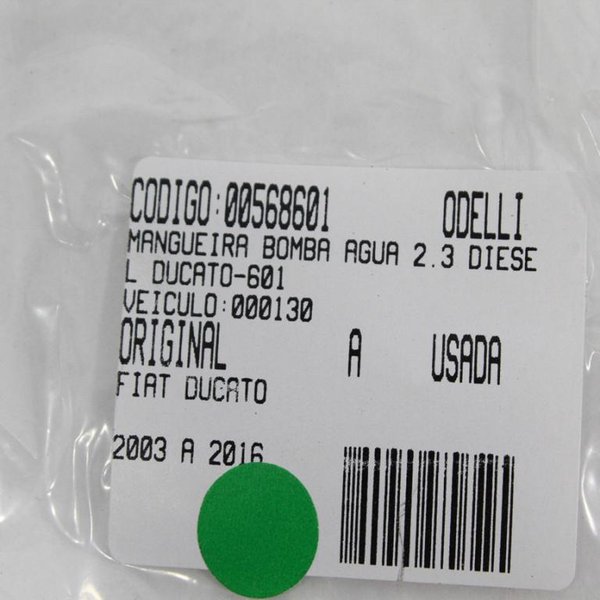 CODIGO:00568601 ODELLI
MANGUEIRA BOMBA AGUA 2.3 DIESE
L DUCATO-601
VEICULO:000130
ORIGINAL A USADA
FIAT DUCATO
2003 A 2016